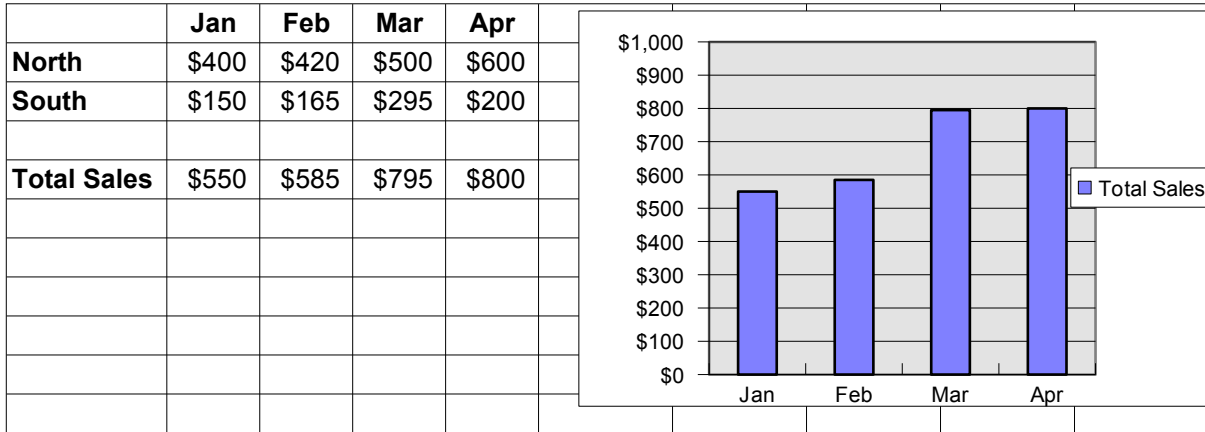 Jan Feb Mar Apr
North $400 $420 $500 $600
South $150 $165 $295 $200
Total Sales $550 $585 $795 $800
$1,000
$900
$800
$700
$600
$500
$400
$300
$200
$100
$0
Jan Feb Mar Apr
Total Sales